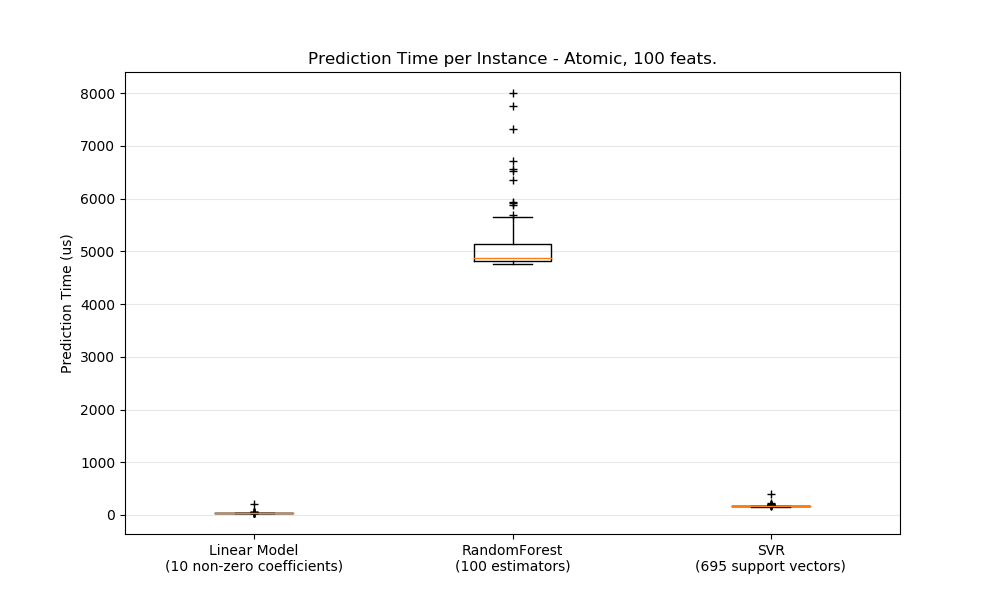 Prediction Time per Instance - Atomic, 100 feats.
8000
7000
6000
5000
4000
3000
2000
1000
0
Prediction Time (us)
Linear Model
(10 non-zero coefficients)
RandomForest
(100 estimators)
SVR
(695 support vectors)